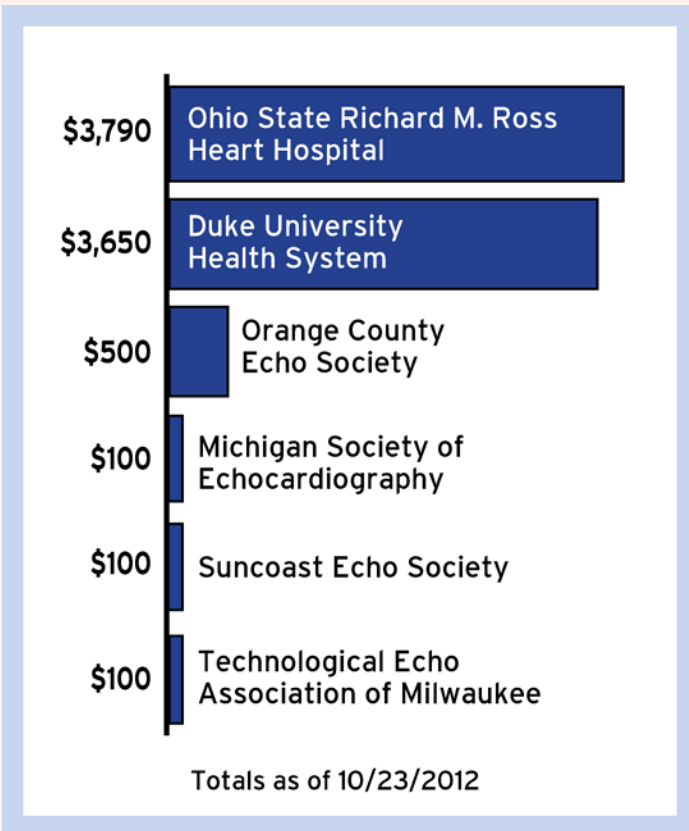 $3,790
Ohio State Richard M. Ross
Heart Hospital
$3,650
Duke University
Health System
$500
Orange County
Echo Society
$100
Michigan Society of
Echocardiography
$100
Suncoast Echo Society
$100
Technological Echo
Association of Milwaukee
Totals as of 10/23/2012